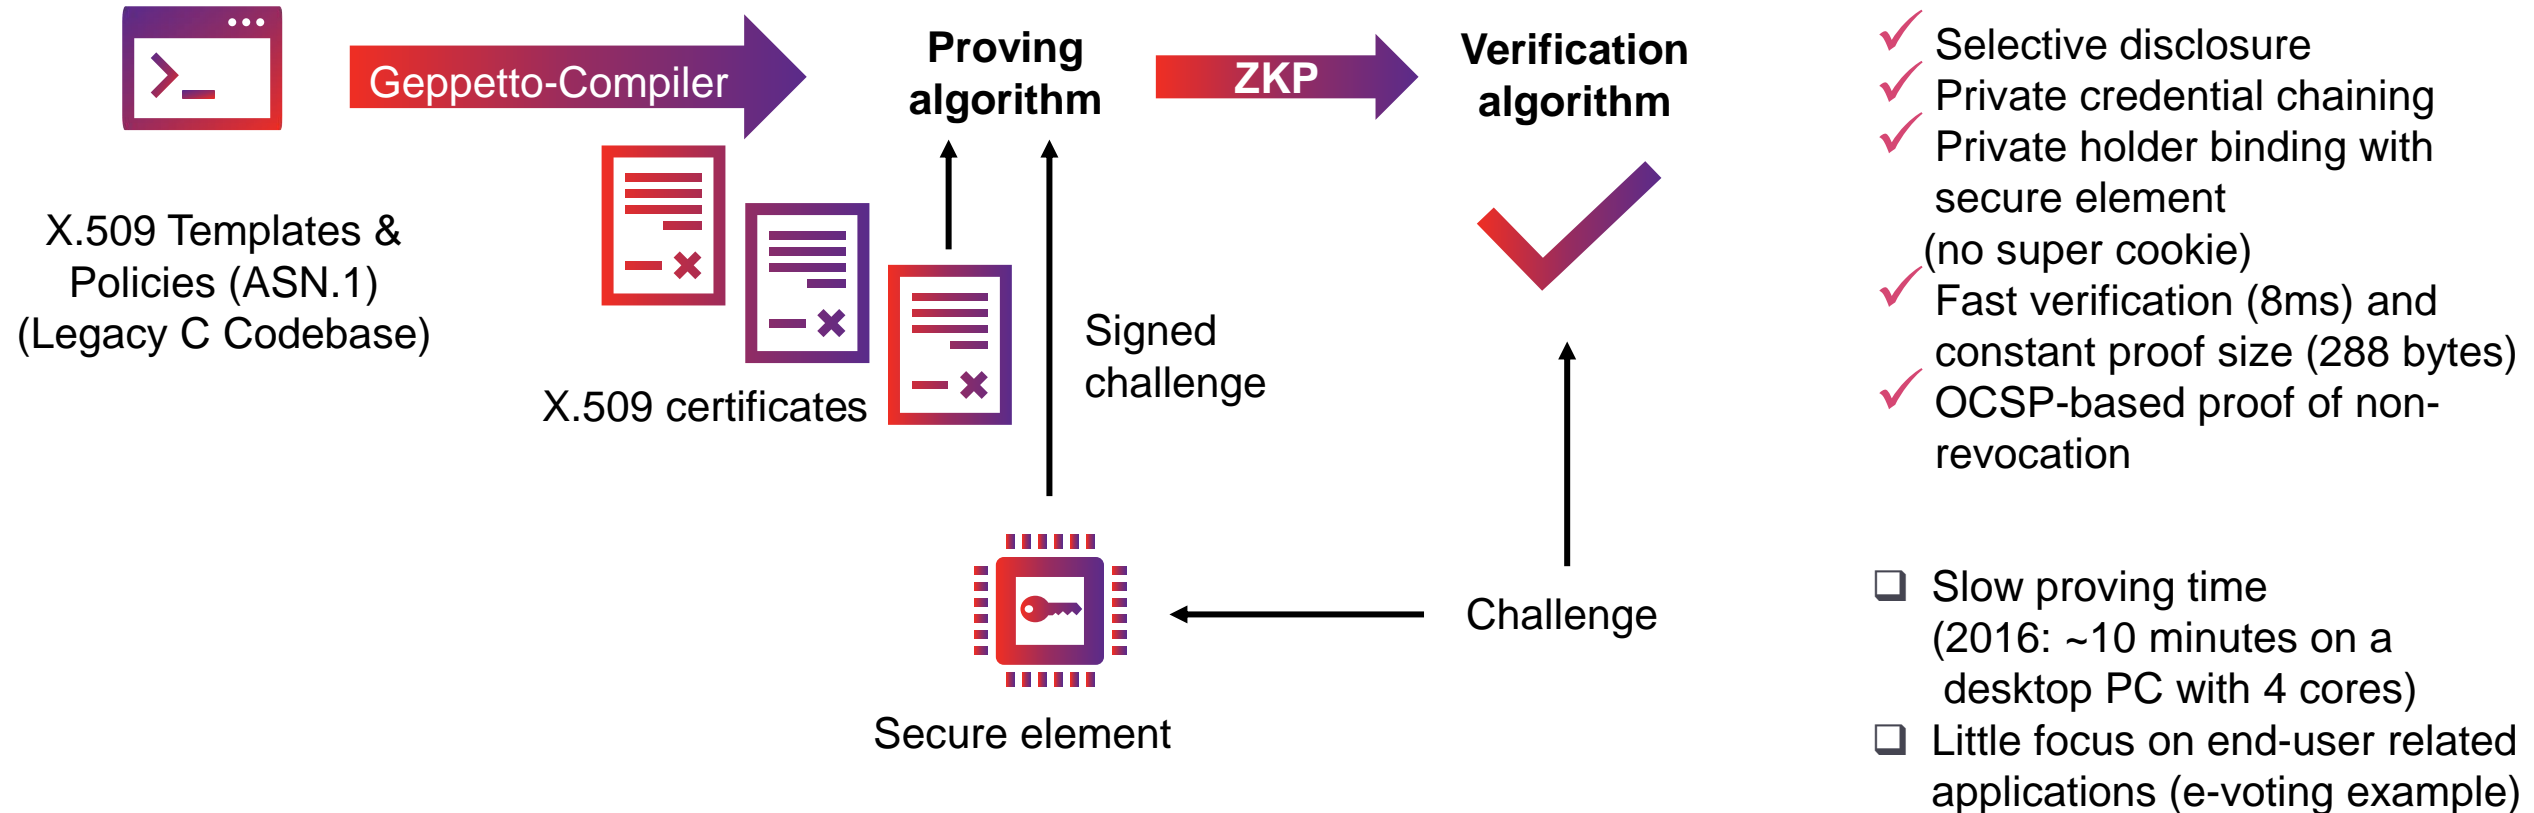 Geppetto-Compiler
Proving
algorithm
ZKP
Verification
algorithm
X.509 Templates &
Policies (ASN.1)
(Legacy C Codebase)
X.509 certificates
Signed
challenge
Challenge
Secure element
Selective disclosure
Private credential chaining
Private holder binding with
secure element
(no super cookie)
Fast verification (8ms) and
constant proof size (288 bytes)
OCSP-based proof of non-
revocation
Slow proving time
(2016: ~10 minutes on a
desktop PC with 4 cores)
Little focus on end-user related
applications (e-voting example)